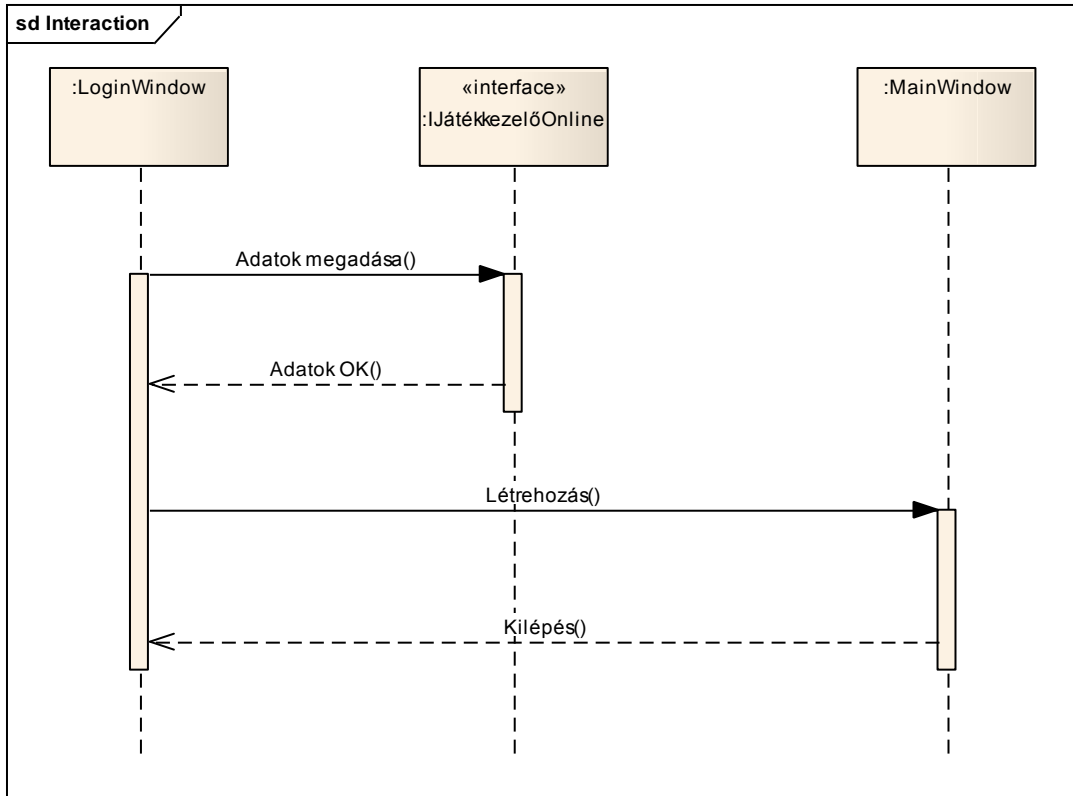 sd Interaction
:LoginWindow
«interface»
:IJátékkezelőOnline
:MainWindow
Adatok megadása()
Adatok OK()
Létrehozás()
Kilépés()